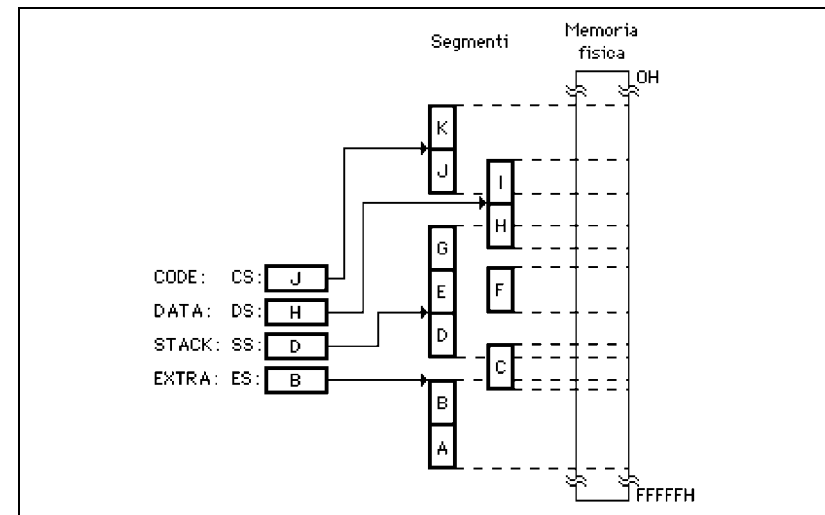 Segmenti
Memoria
fisica
0H
K
J
I
H
G
E
D
F
C
B
A
CODE: CS: J
DATA: DS: H
STACK: SS: D
EXTRA: ES: B
FFFFFH